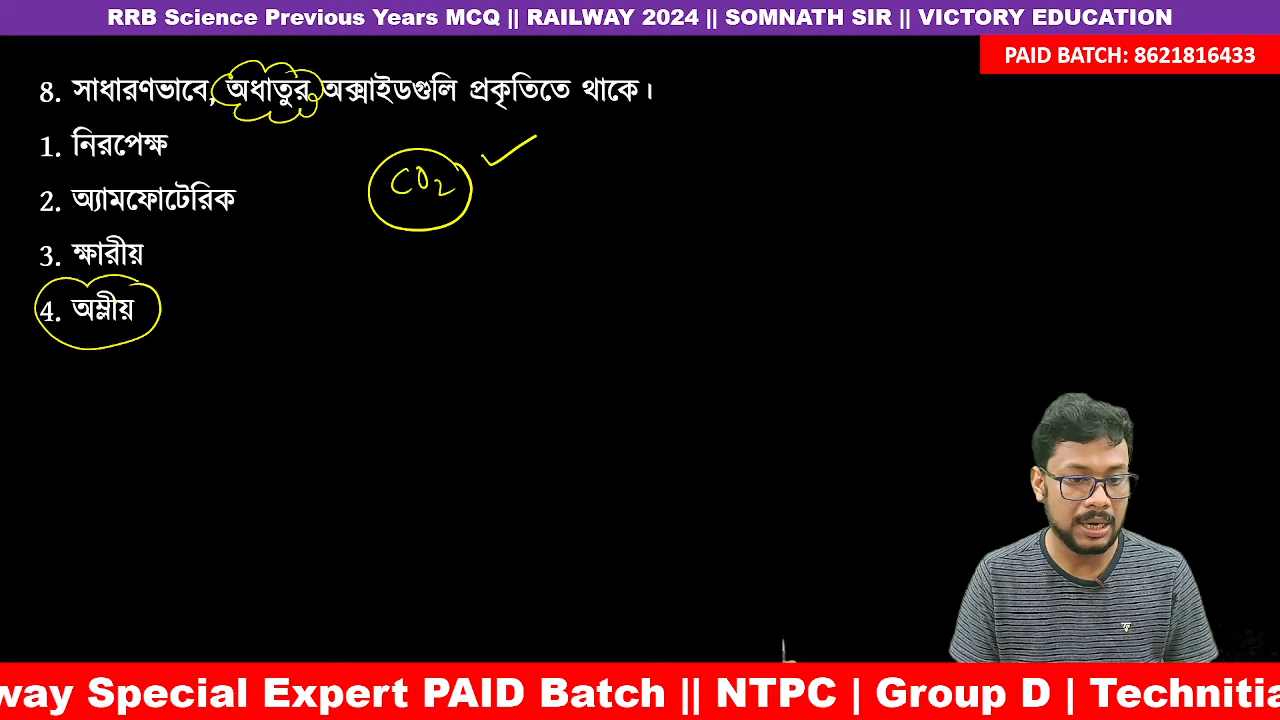 RRB Science Previous Years MCQ || RAILWAY 2024 || SOMNATH SIR || VICTORY EDUCATION
PAID BATCH: 8621816433
8. সাধারণভাবে, অধাতুর অক্সাইডগুলি প্রকৃতিতে থাকে।
1. নিরপেক্ষ
2. অ্যামফোটেরিক
3. ক্ষারীয়
4. অম্লীয়
CO2
way Special Expert PAID Batch || NTPC | Group D | Technitia